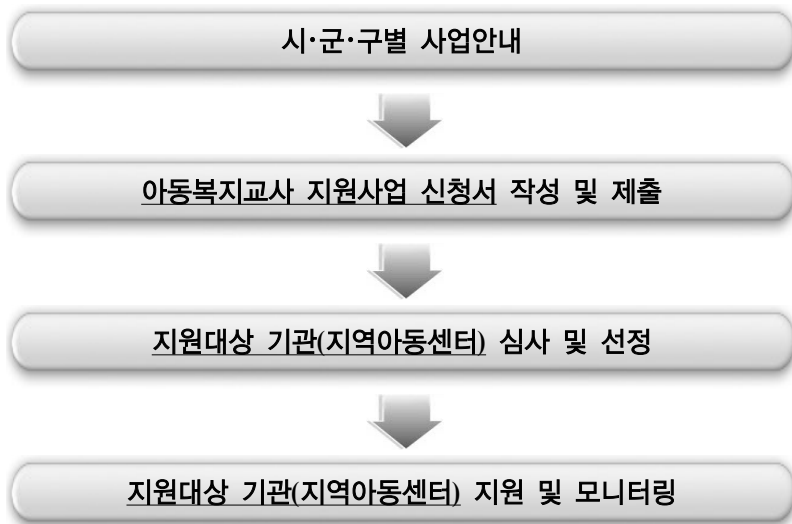 시·군·구별 사업안내
아동복지교사 지원사업 신청서 작성 및 제출
지원대상 기관(지역아동센터) 심사 및 선정
지원대상 기관(지역아동센터) 지원 및 모니터링